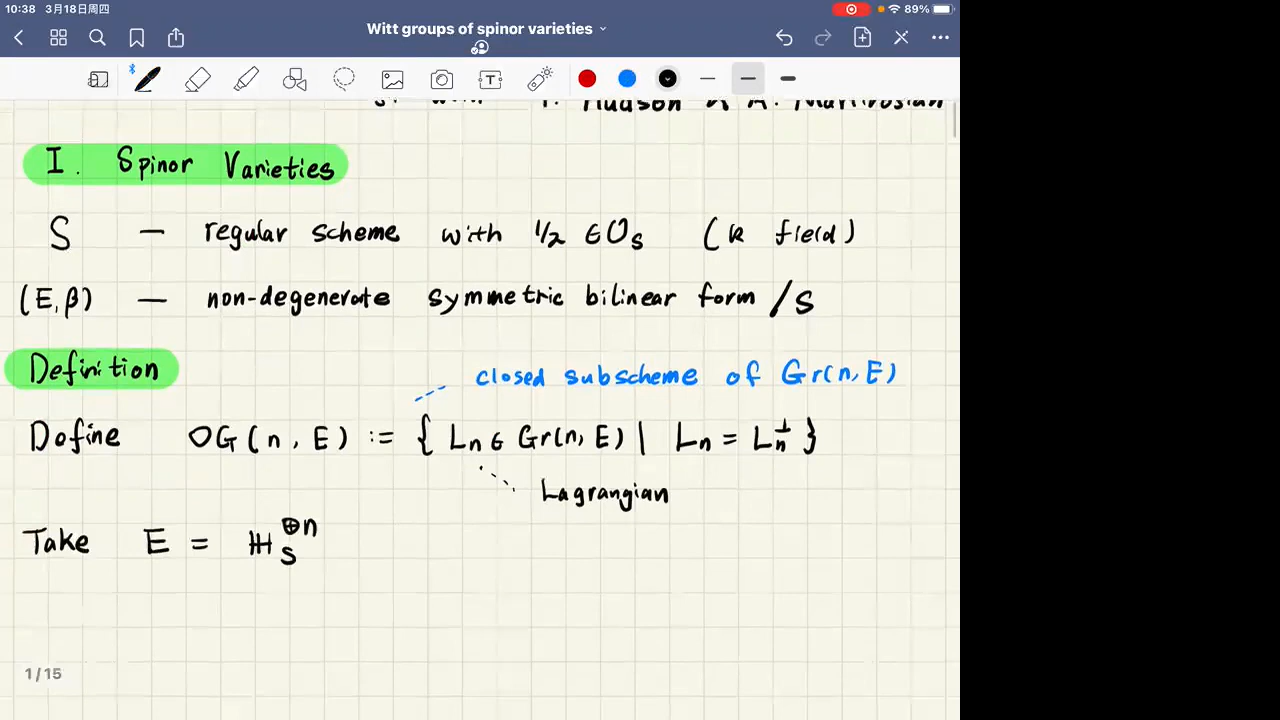 10:38 3月18日周四
89%
Witt groups of spinor varieties
Hudson & A. Martirosian
I. Spinor Varieties
S — regular scheme with 1/2 ∈ O_S (k field)
(E, β) — non-degenerate symmetric bilinear form / S
Definition
closed subscheme of Gr(n, E)
Define OG(n, E) := { L_n ∈ Gr(n, E) | L_n = L_n^⊥ }
Lagrangian
Take E = ℍ_S^{⊕n}
1/15